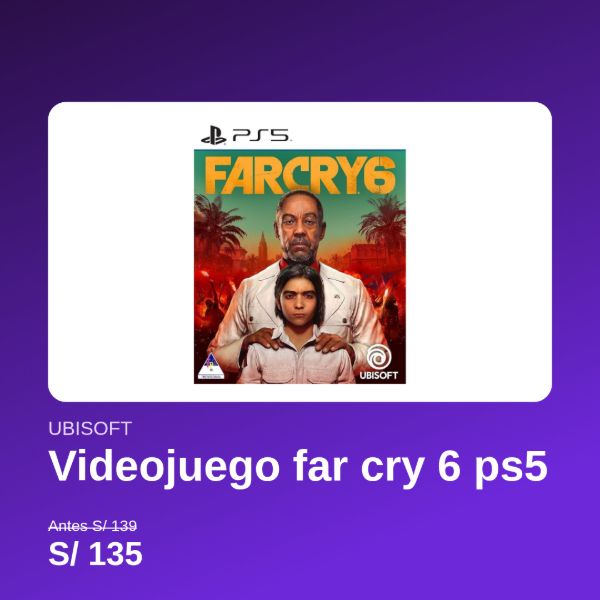 PS5
FARCRY6
UBISOFT
UBISOFT
Videojuego far cry 6 ps5
Antes S/ 139
S/ 135